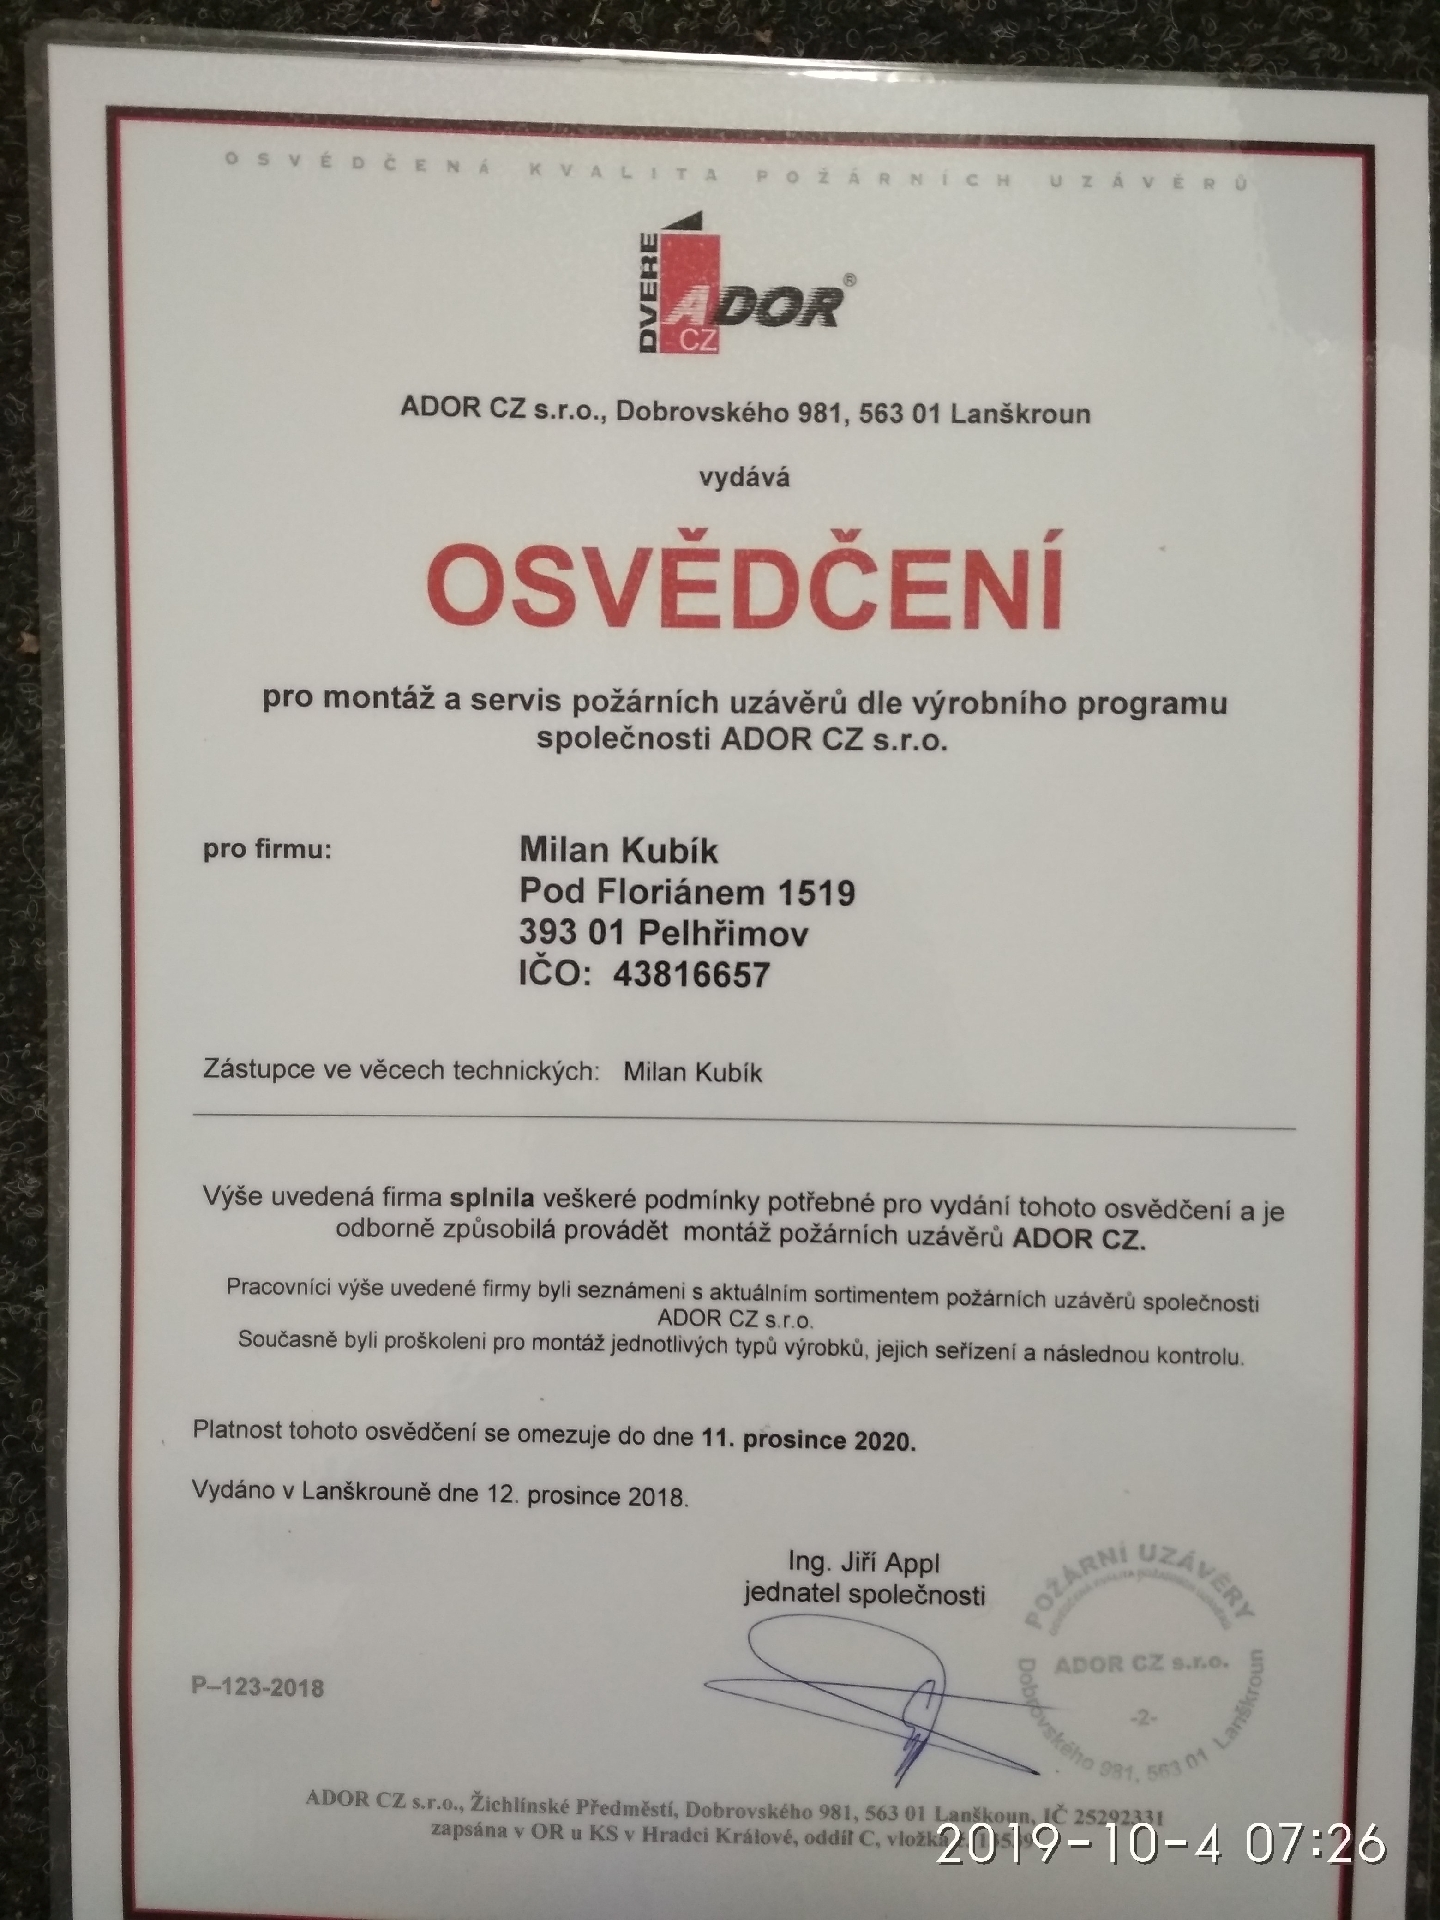 OSVĚDČENÁ KVALITA POŽÁRNÍCH UZÁVĚRŮ
DVEŘE ADOR® CZ
ADOR CZ s.r.o., Dobrovského 981, 563 01 Lanškroun
vydává
OSVĚDČENÍ
pro montáž a servis požárních uzávěrů dle výrobního programu
společnosti ADOR CZ s.r.o.
pro firmu: Milan Kubík
Pod Floriánem 1519
393 01 Pelhřimov
IČO: 43816657
Zástupce ve věcech technických: Milan Kubík
Výše uvedená firma splnila veškeré podmínky potřebné pro vydání tohoto osvědčení a je
odborně způsobilá provádět montáž požárních uzávěrů ADOR CZ.
Pracovníci výše uvedené firmy byli seznámeni s aktuálním sortimentem požárních uzávěrů společnosti
ADOR CZ s.r.o.
Současně byli proškoleni pro montáž jednotlivých typů výrobků, jejich seřízení a následnou kontrolu.
Platnost tohoto osvědčení se omezuje do dne 11. prosince 2020.
Vydáno v Lanškrouně dne 12. prosince 2018.
Ing. Jiří Appl
jednatel společnosti
POŽÁRNÍ UZÁVĚRY
ADOR CZ s.r.o.
-2-
Dobrovského 981, 563 01 Lanškroun
P–123-2018
ADOR CZ s.r.o., Žichlínské Předměstí, Dobrovského 981, 563 01 Lanškoun, IČ 25292331
zapsána v OR u KS v Hradci Králové, oddíl C, vložka
2019-10-4 07:26